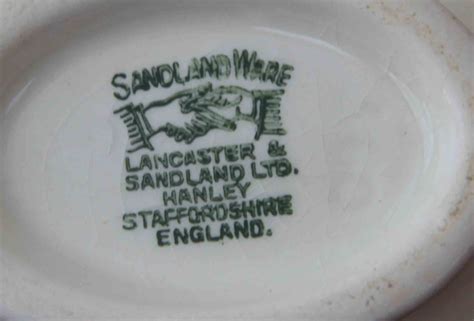 SANDLAND WARE
LANCASTER &
SANDLAND LTD.
HANLEY
STAFFORDSHIRE
ENGLAND.